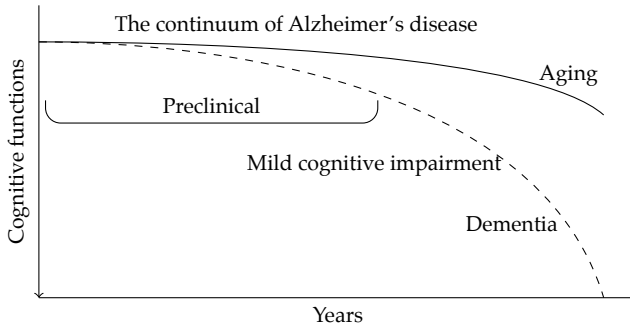 The continuum of Alzheimer’s disease
Aging
Preclinical
Mild cognitive impairment
Dementia
Cognitive functions
Years